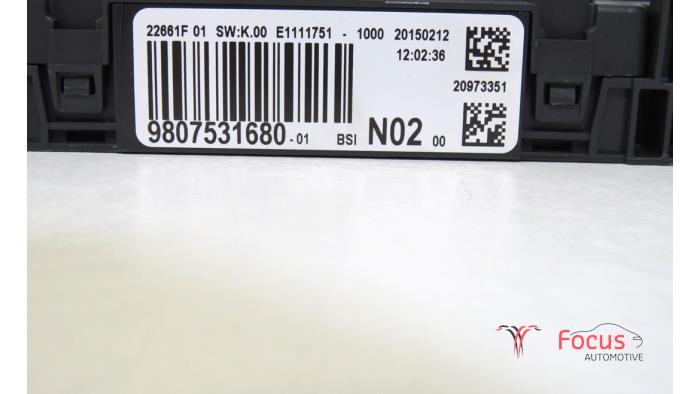 22661F 01 SW:K.00 E1111751 - 1000 20150212
12:02:36
20973351
9807531680-01 BSI N02 00
Focus
AUTOMOTIVE